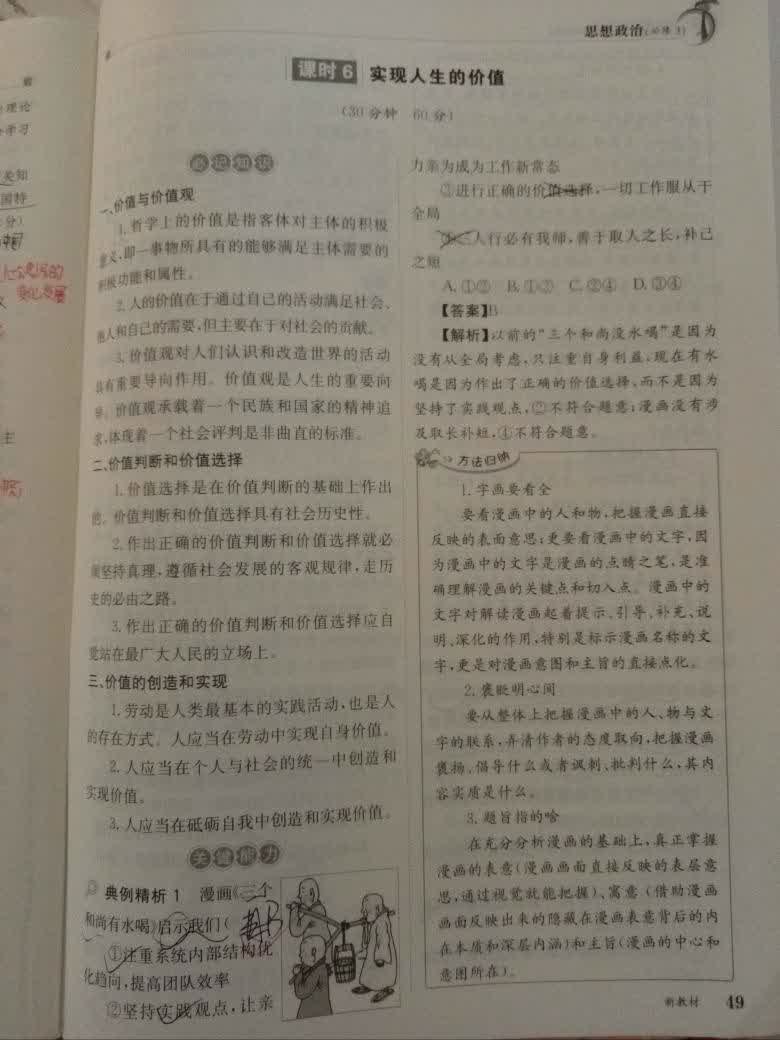 思想政治(必修 3)
课时6 实现人生的价值
(30分钟 60分)
必记知识
一、价值与价值观
1.哲学上的价值是指客体对主体的积极
意义,即一事物所具有的能够满足主体需要的
积极功能和属性。
2.人的价值在于通过自己的活动满足社会、
他人和自己的需要,但主要在于对社会的贡献。
3.价值观对人们认识和改造世界的活动
具有重要导向作用。价值观是人生的重要向
导。价值观承载着一个民族和国家的精神追
求,体现着一个社会评判是非曲直的标准。
二、价值判断和价值选择
1.价值选择是在价值判断的基础上作出
的。价值判断和价值选择具有社会历史性。
2.作出正确的价值判断和价值选择就必
须坚持真理,遵循社会发展的客观规律,走历
史的必由之路。
3.作出正确的价值判断和价值选择应自
觉站在最广大人民的立场上。
三、价值的创造和实现
1.劳动是人类最基本的实践活动,也是人
的存在方式。人应当在劳动中实现自身价值。
2.人应当在个人与社会的统一中创造和
实现价值。
3.人应当在砥砺自我中创造和实现价值。
关键能力
典例精析 1 漫画《三个
和尚有水喝》启示我们( B
①注重系统内部结构优
化趋向,提高团队效率
②坚持实践观点,让亲
力亲为成为工作新常态
③进行正确的价值选择,一切工作服从于
全局
④三人行必有我师,善于取人之长,补己
之短
A.①② B.①③ C.②④ D.③④
【答案】B
【解析】以前的“三个和尚没水喝”是因为
没有从全局考虑,只注重自身利益,现在有水
喝是因为作出了正确的价值选择,而不是因为
坚持了实践观点,②不符合题意;漫画没有涉
及取长补短,④不符合题意。
方法归纳
1.字画要看全
要看漫画中的人和物,把握漫画直接
反映的表面意思;更要看漫画中的文字,因
为漫画中的文字是漫画的点睛之笔,是准
确理解漫画的关键点和切入点。漫画中的
文字对解读漫画起着提示、引导、补充、说
明、深化的作用,特别是标示漫画名称的文
字,更是对漫画意图和主旨的直接点化。
2.褒贬明心间
要从整体上把握漫画中的人、物与文
字的联系,弄清作者的态度取向,把握漫画
褒扬、倡导什么或者讽刺、批判什么,其内
容实质是什么。
3.题旨指的啥
在充分分析漫画的基础上,真正掌握
漫画的表意(漫画画面直接反映的表层意
思,通过视觉就能把握)、寓意(借助漫画
画面反映出来的隐藏在漫画表意背后的内
在本质和深层内涵)和主旨(漫画的中心和
意图所在)。
新教材 49
理论
学习
关知
国特
分)
变化发展
主